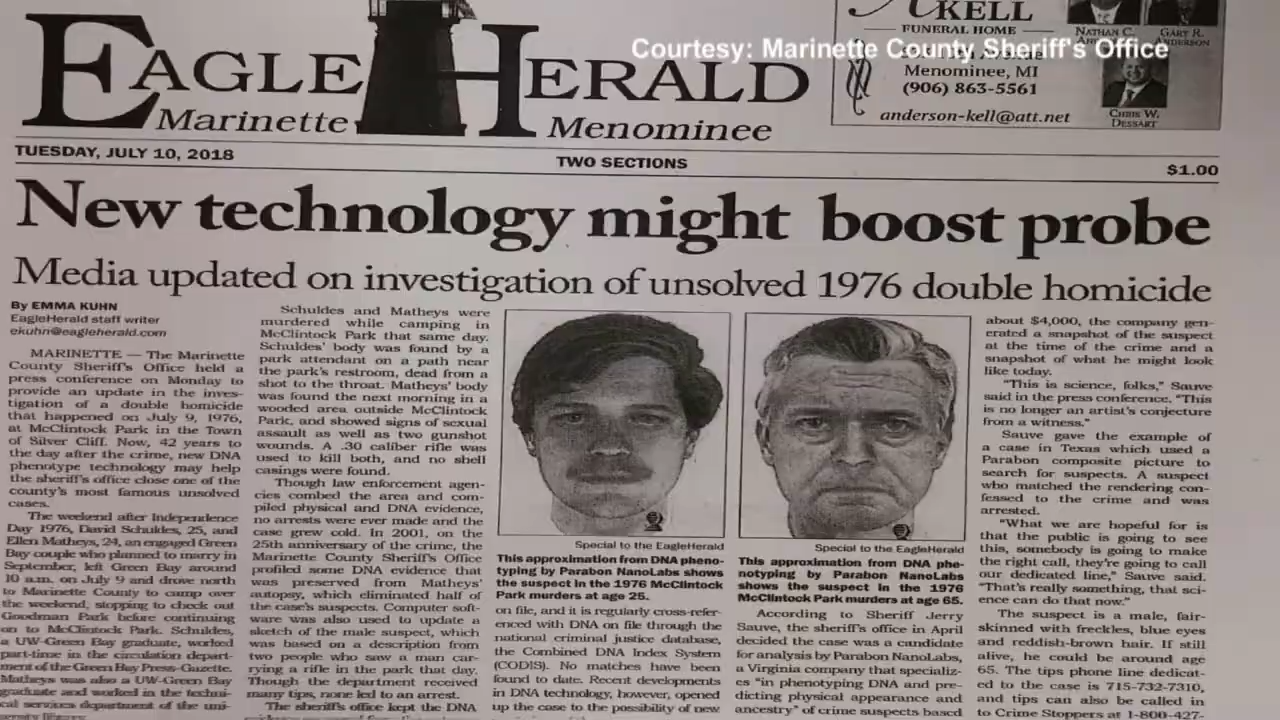 EAGLE HERALD
Marinette Menominee
KELL
FUNERAL HOME
Menominee, MI
(906) 863-5561
anderson-kell@att.net
NATHAN C.
GARY R.
ANDERSON
CHRIS W.
DESSART
Courtesy: Marinette County Sheriff's Office
TUESDAY, JULY 10, 2018
TWO SECTIONS
$1.00
New technology might boost probe
Media updated on investigation of unsolved 1976 double homicide
By EMMA KUHN
EagleHerald staff writer
ekuhn@eagleherald.com
MARINETTE — The Marinette
County Sheriff's Office held a
press conference on Monday to
provide an update in the inves-
tigation of a double homicide
that happened on July 9, 1976,
at McClintock Park in the Town
of Silver Cliff. Now, 42 years to
the day after the crime, new DNA
phenotype technology may help
the sheriff's office close one of the
county's most famous unsolved
cases.
The weekend after Independence
Day 1976, David Schuldes, 25, and
Ellen Matheys, 24, an engaged Green
Bay couple who planned to marry in
September, left Green Bay around
10 a.m. on July 9 and drove north
to Marinette County to camp over
the weekend, stopping to check out
Goodman Park before continuing
on to McClintock Park. Schuldes,
a UW-Green Bay graduate, worked
part-time in the circulation depart-
ment of the Green Bay Press-Gazette.
Matheys was also a UW-Green Bay
graduate and worked in the techni-
cal services department of the uni-
Schuldes and Matheys were
murdered while camping in
McClintock Park that same day.
Schuldes' body was found by a
park attendant on a path near
the park's restroom, dead from a
shot to the throat. Matheys' body
was found the next morning in a
wooded area outside McClintock
Park, and showed signs of sexual
assault as well as two gunshot
wounds. A .30 caliber rifle was
used to kill both, and no shell
casings were found.
Though law enforcement agen-
cies combed the area and com-
piled physical and DNA evidence,
no arrests were ever made and the
case grew cold. In 2001, on the
25th anniversary of the crime, the
Marinette County Sheriff's Office
profiled some DNA evidence that
was preserved from Matheys'
autopsy, which eliminated half of
the case's suspects. Computer soft-
ware was also used to update a
sketch of the male suspect, which
was based on a description from
two people who saw a man car-
rying a rifle in the park that day.
Though the department received
many tips, none led to an arrest.
The sheriff's office kept the DNA
Special to the EagleHerald
This approximation from DNA pheno-
typing by Parabon NanoLabs shows
the suspect in the 1976 McClintock
Park murders at age 25.
on file, and it is regularly cross-refer-
enced with DNA on file through the
national criminal justice database,
the Combined DNA Index System
(CODIS). No matches have been
found to date. Recent developments
in DNA technology, however, opened
up the case to the possibility of new
Special to the EagleHerald
This approximation from DNA phe-
notyping by Parabon NanoLabs
shows the suspect in the 1976
McClintock Park murders at age 65.
According to Sheriff Jerry
Sauve, the sheriff's office in April
decided the case was a candidate
for analysis by Parabon NanoLabs,
a Virginia company that specializ-
es "in phenotyping DNA and pre-
dicting physical appearance and
ancestry" of crime suspects based
about $4,000, the company gen-
erated a snapshot of the suspect
at the time of the crime and a
snapshot of what he might look
like today.
"This is science, folks," Sauve
said in the press conference. "This
is no longer an artist's conjecture
from a witness."
Sauve gave the example of
a case in Texas which used a
Parabon composite picture to
search for suspects. A suspect
who matched the rendering con-
fessed to the crime and was
arrested.
"What we are hopeful for is
that the public is going to see
this, somebody is going to make
the right call, they're going to call
our dedicated line," Sauve said.
"That's really something, that sci-
ence can do that now."
The suspect is a male, fair-
skinned with freckles, blue eyes
and reddish-brown hair. If still
alive, he could be around age
65. The tips phone line dedicat-
ed to the case is 715-732-7310,
and tips can also be called in
to Crime Stoppers at 1-800-427-